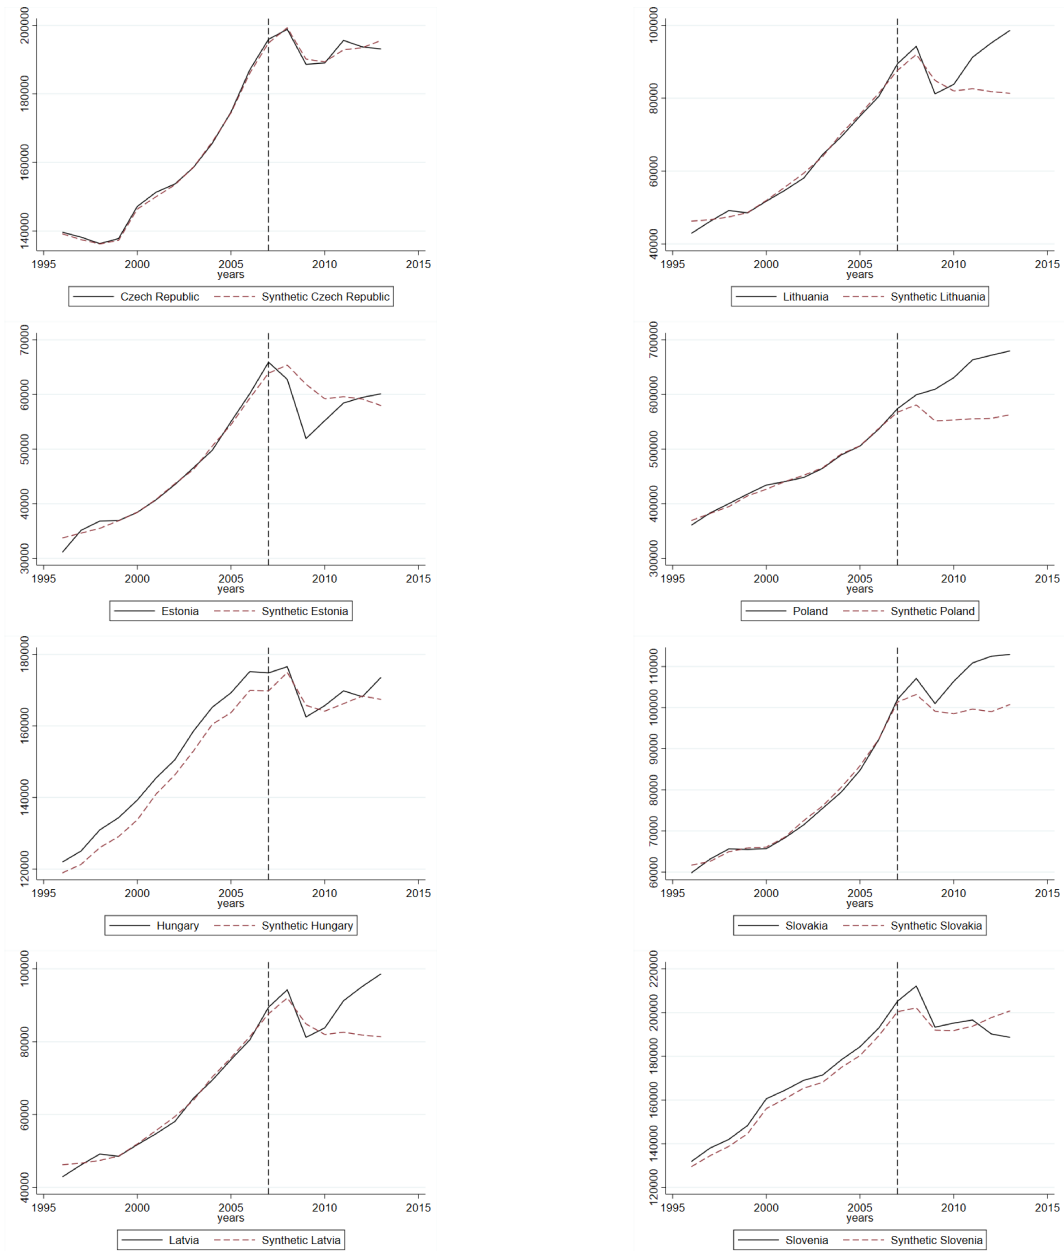 200000
180000
160000
140000
1995 2000 2005 2010 2015
years
Czech Republic Synthetic Czech Republic
100000
80000
60000
40000
1995 2000 2005 2010 2015
years
Lithuania Synthetic Lithuania
70000
60000
50000
40000
30000
1995 2000 2005 2010 2015
years
Estonia Synthetic Estonia
700000
600000
500000
400000
300000
1995 2000 2005 2010 2015
years
Poland Synthetic Poland
180000
160000
140000
120000
1995 2000 2005 2010 2015
years
Hungary Synthetic Hungary
110000
100000
90000
80000
70000
60000
1995 2000 2005 2010 2015
years
Slovakia Synthetic Slovakia
100000
80000
60000
40000
1995 2000 2005 2010 2015
years
Latvia Synthetic Latvia
220000
200000
180000
160000
140000
120000
1995 2000 2005 2010 2015
years
Slovenia Synthetic Slovenia